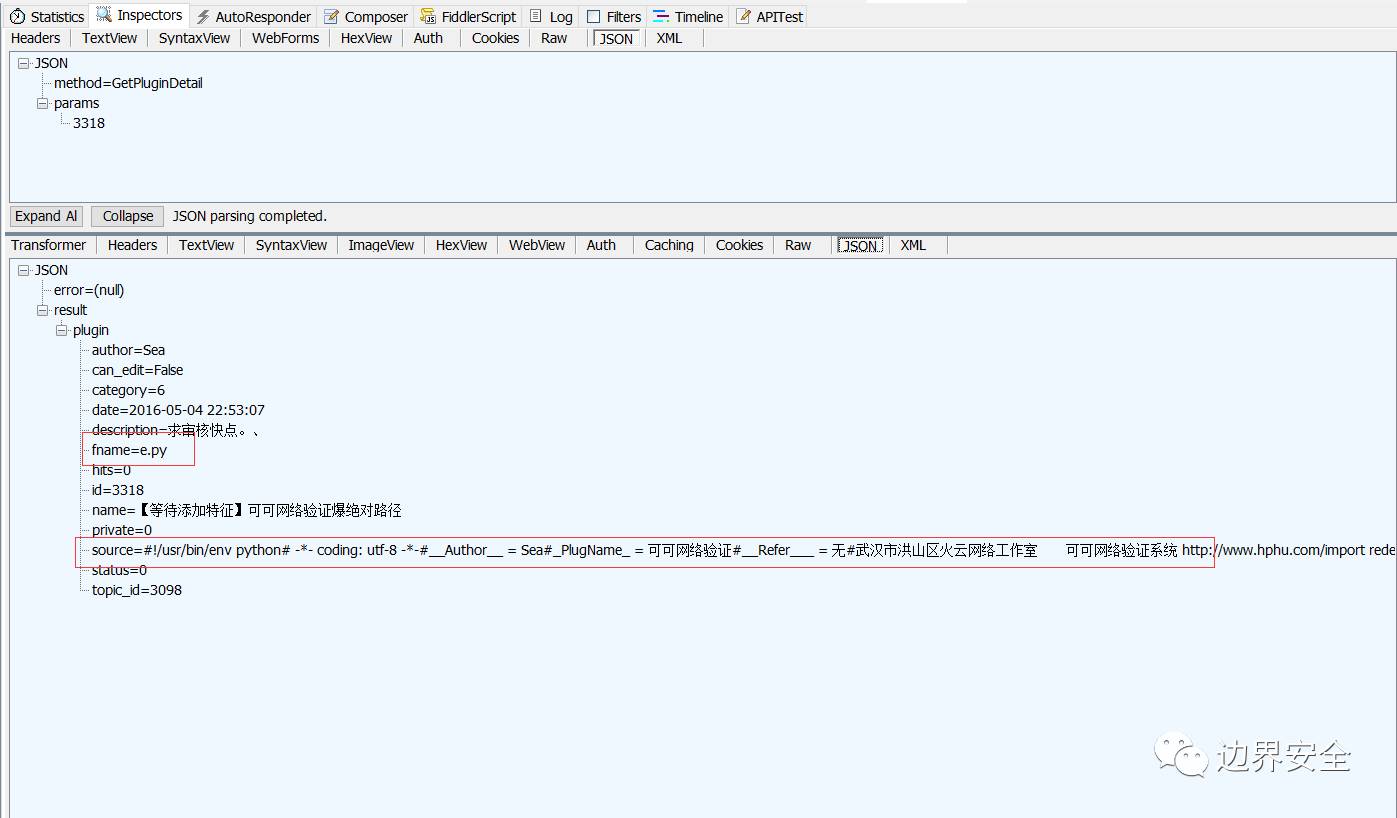 Statistics Inspectors AutoResponder Composer FiddlerScript Log Filters Timeline APITest
Headers TextView SyntaxView WebForms HexView Auth Cookies Raw JSON XML
JSON
method=GetPluginDetail
params
3318
Expand Al Collapse JSON parsing completed.
Transformer Headers TextView SyntaxView ImageView HexView WebView Auth Caching Cookies Raw JSON XML
JSON
error=(null)
result
plugin
author=Sea
can_edit=False
category=6
date=2016-05-04 22:53:07
description=求审核快点。、
fname=e.py
hits=0
id=3318
name=【等待添加特征】可可网络验证爆绝对路径
private=0
source=#!/usr/bin/env python# -*- coding: utf-8 -*-#__Author__ = Sea#_PlugName_ = 可可网络验证#__Refer___ = 无#武汉市洪山区火云网络工作室 可可网络验证系统 http://www.hphu.com/import rede
status=0
topic_id=3098
边界安全